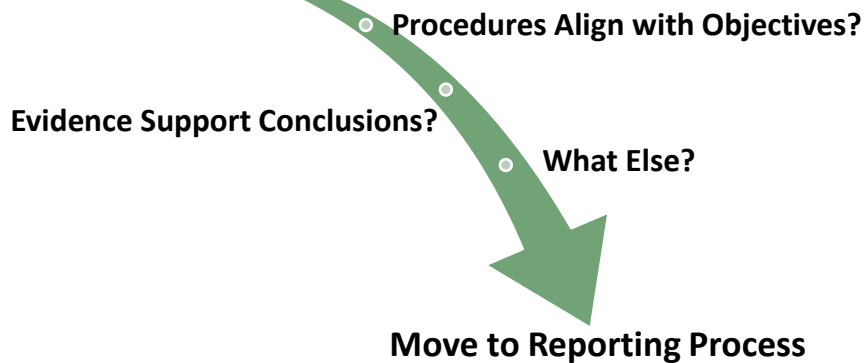 Procedures Align with Objectives?
Evidence Support Conclusions?
What Else?
Move to Reporting Process